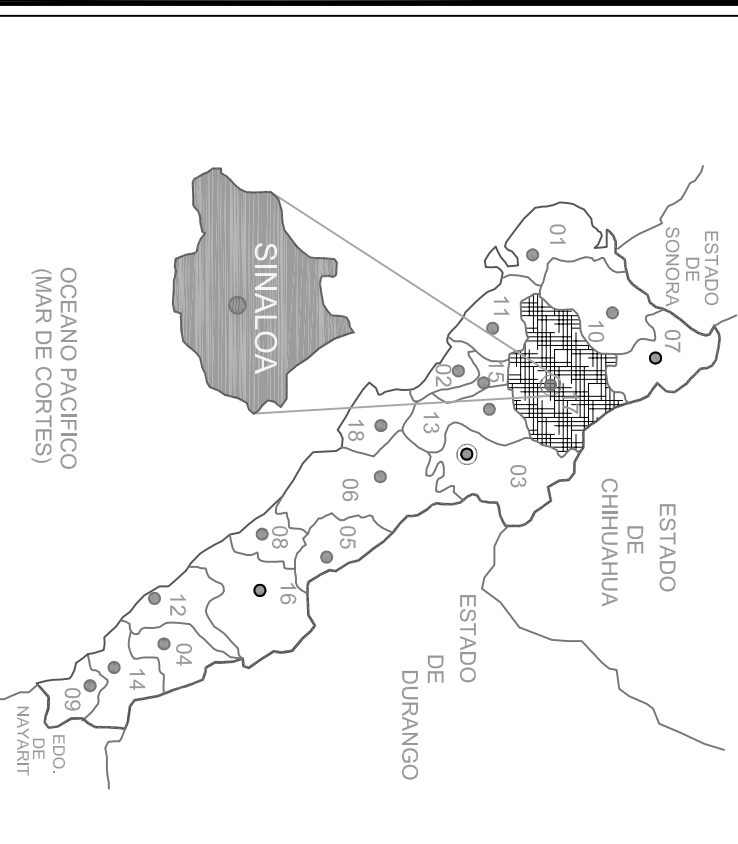 ESTADO
DE
SONORA
01
07
10
11
17
15
02
13
18
03
06
05
08
16
12
04
14
09
SINALOA
ESTADO
DE
CHIHUAHUA
ESTADO
DE
DURANGO
OCEANO PACIFICO
(MAR DE CORTES)
EDO.
DE
NAYARIT